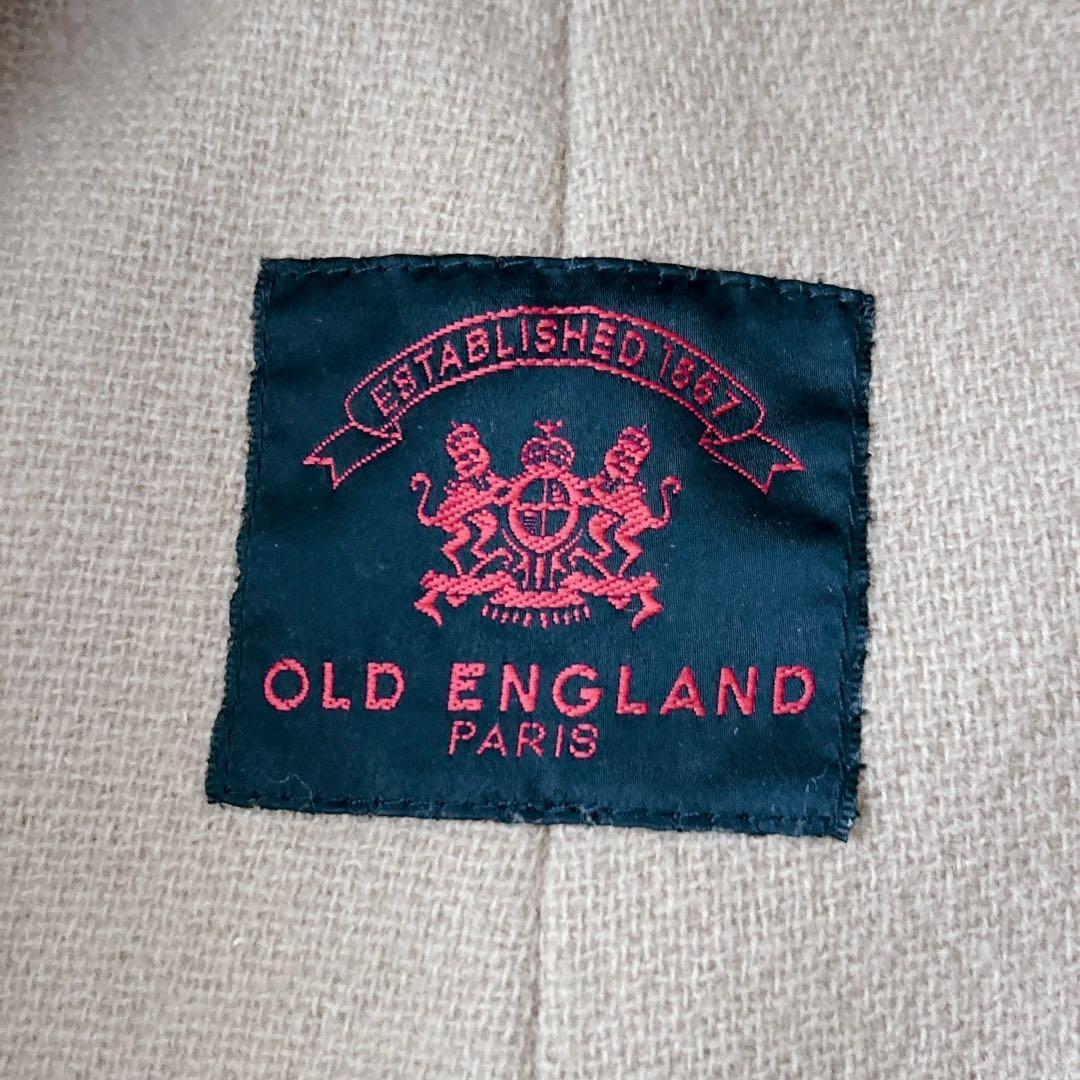 ESTABLISHED 1867
OLD ENGLAND
PARIS